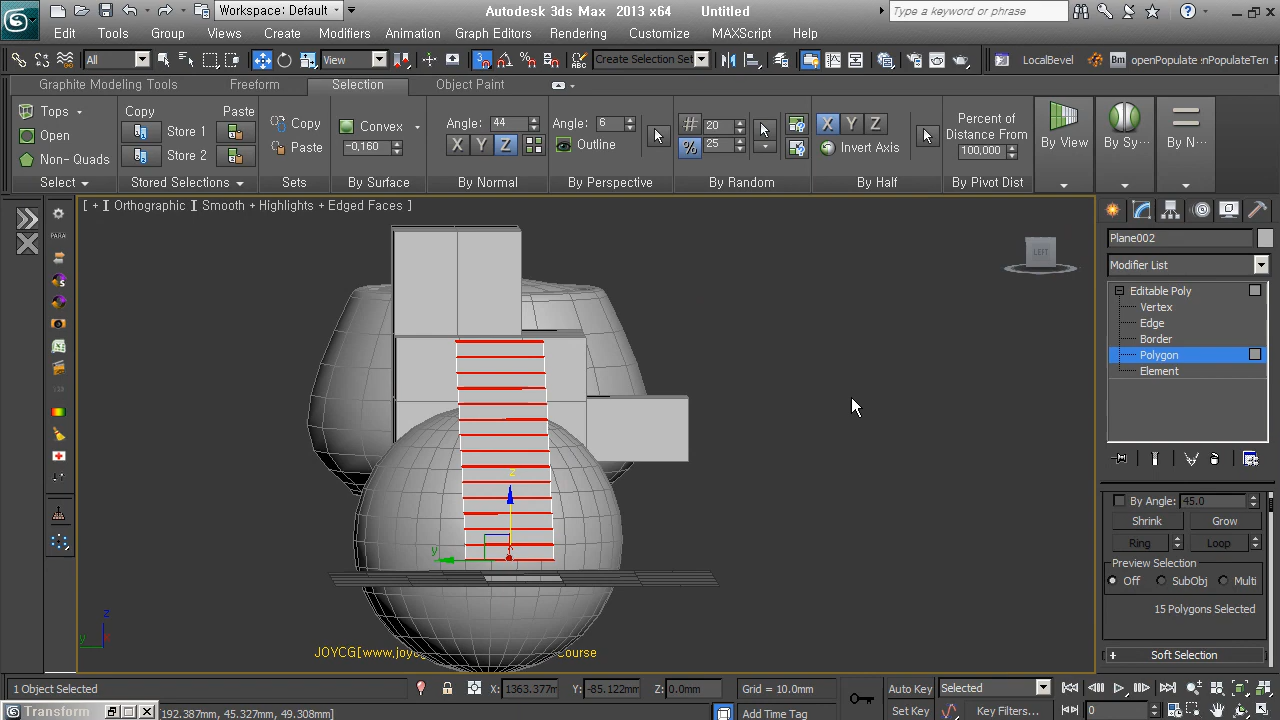 Workspace: Default
Autodesk 3ds Max 2013 x64 Untitled
Type a keyword or phrase
Edit Tools Group Views Create Modifiers Animation Graph Editors Rendering Customize MAXScript Help
All View Create Selection Set LocalBevel Bm openPopulate
Graphite Modeling Tools Freeform Selection Object Paint
Tops Copy Paste Copy Convex Angle: 44 Angle: 6 # 20 X Y Z Percent of
Open Store 1 Paste -0,160 X Y Z Outline % 25 Invert Axis Distance From
Non-Quads Store 2 100,000 By View By Sy... By N...
Select Stored Selections Sets By Surface By Normal By Perspective By Random By Half By Pivot Dist
[ + ] Orthographic ] Smooth + Highlights + Edged Faces ]
PARA
LEFT
Plane002
Modifier List
Editable Poly
Vertex
Edge
Border
Polygon
Element
By Angle: 45.0
Shrink Grow
Ring Loop
Preview Selection
Off SubObj Multi
15 Polygons Selected
Soft Selection
z
y
z
y x
JOYCG[www.joycg
Course
1 Object Selected X: 1363.377m Y: -85.122mm Z: 0.0mm Grid = 10.0mm Auto Key Selected
Transform 192.387mm, 45.327mm, 49.308mm] Add Time Tag Set Key Key Filters... 0